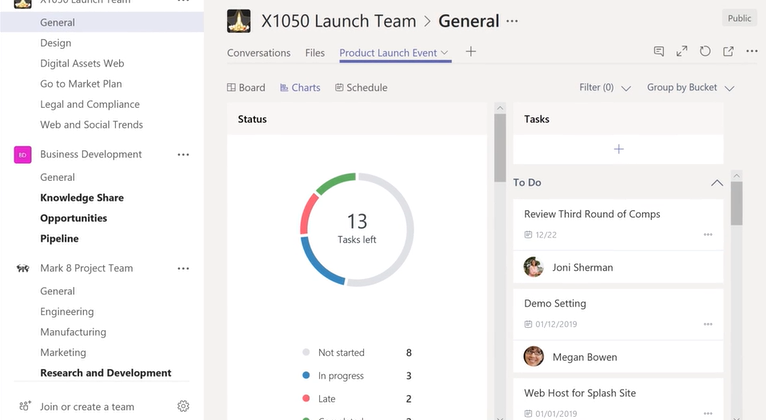 X1050 Launch Team
General
Design
Digital Assets Web
Go to Market Plan
Legal and Compliance
Web and Social Trends
BD Business Development ...
General
Knowledge Share
Opportunities
Pipeline
Mark 8 Project Team ...
General
Engineering
Manufacturing
Marketing
Research and Development
Join or create a team
X1050 Launch Team > General ...
Public
Conversations Files Product Launch Event +
Board Charts Schedule
Filter (0) Group by Bucket
Status
13
Tasks left
Not started 8
In progress 3
Late 2
Tasks
+
To Do
Review Third Round of Comps
12/22
Joni Sherman
Demo Setting
01/12/2019
Megan Bowen
Web Host for Splash Site
01/01/2019